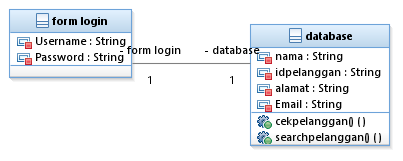 form login
Username : String
Password : String
- form login
- database
1
1
database
nama : String
idpelanggan : String
alamat : String
Email : String
cekpelanggan() ( )
searchpelanggan() ( )